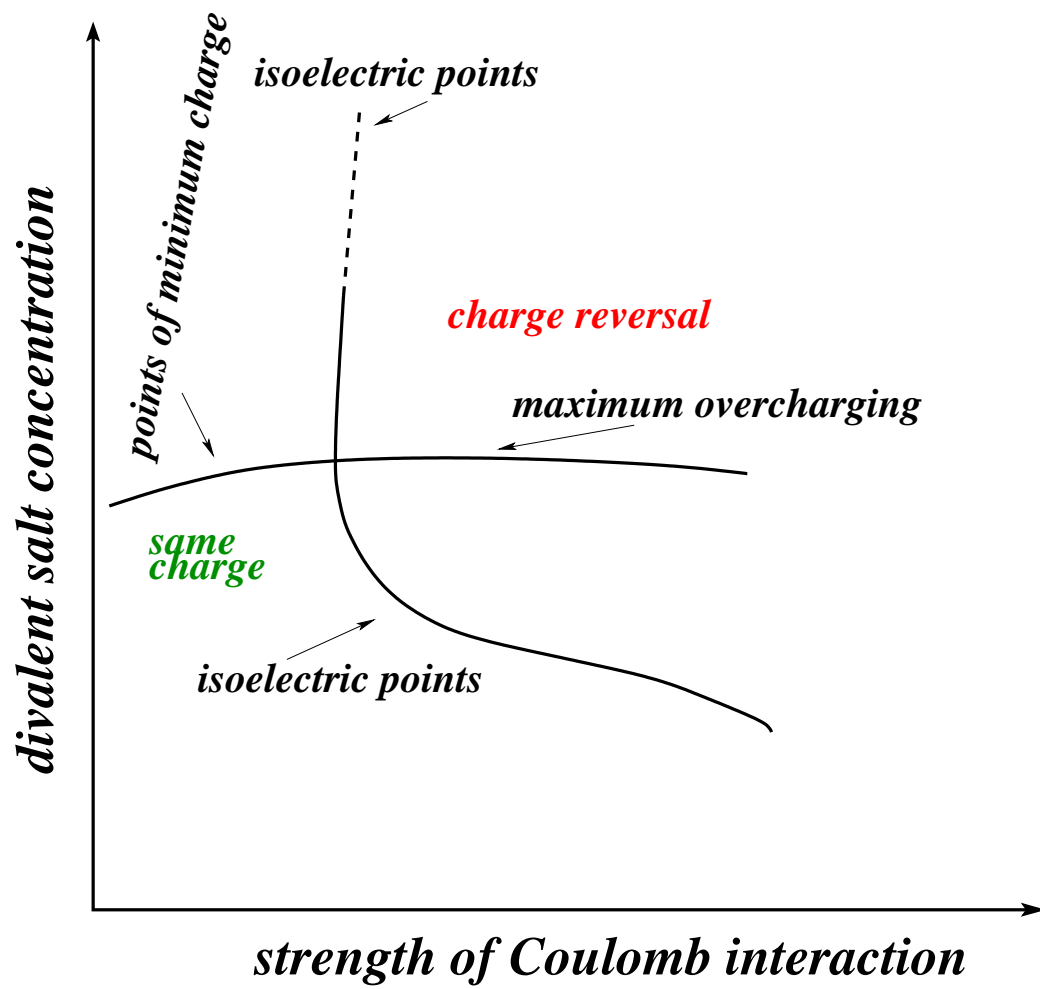 isoelectric points
points of minimum charge
charge reversal
maximum overcharging
same
charge
isoelectric points
divalent salt concentration
strength of Coulomb interaction